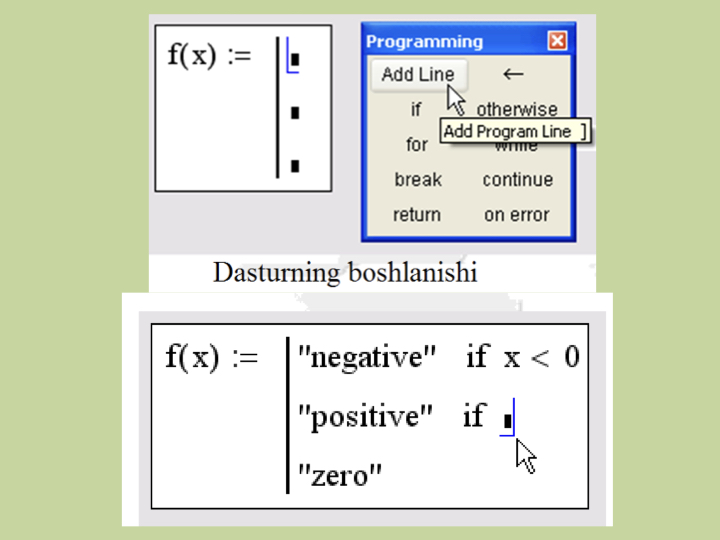 f(x) :=
Programming
Add Line ←
if otherwise
Add Program Line ]
for while
break continue
return on error
Dasturning boshlanishi
f(x) := "negative" if x < 0
"positive" if
"zero"